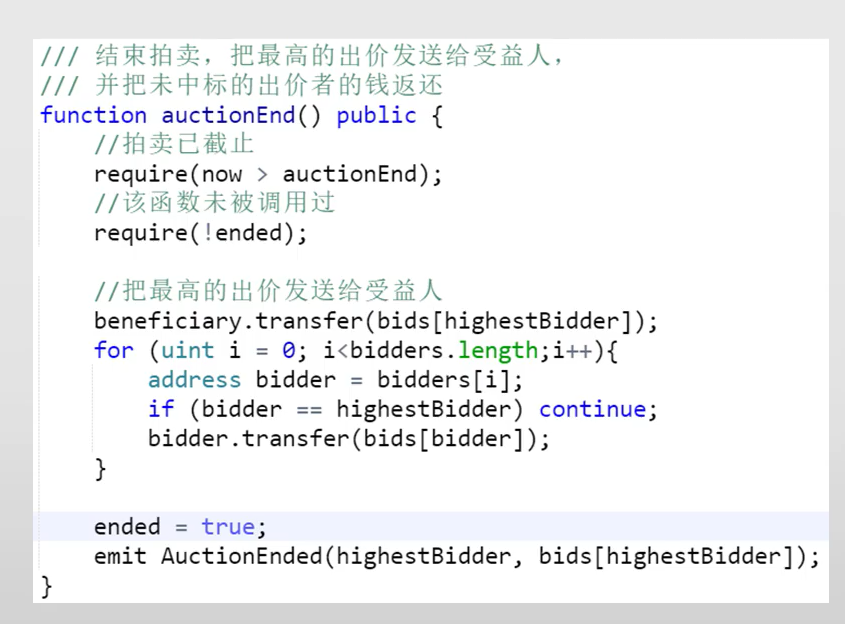 /// 结束拍卖，把最高的出价发送给受益人，
/// 并把未中标的出价者的钱返还
function auctionEnd() public {
//拍卖已截止
require(now > auctionEnd);
//该函数未被调用过
require(!ended);
//把最高的出价发送给受益人
beneficiary.transfer(bids[highestBidder]);
for (uint i = 0; i<bidders.length;i++){
address bidder = bidders[i];
if (bidder == highestBidder) continue;
bidder.transfer(bids[bidder]);
}
ended = true;
emit AuctionEnded(highestBidder, bids[highestBidder]);
}